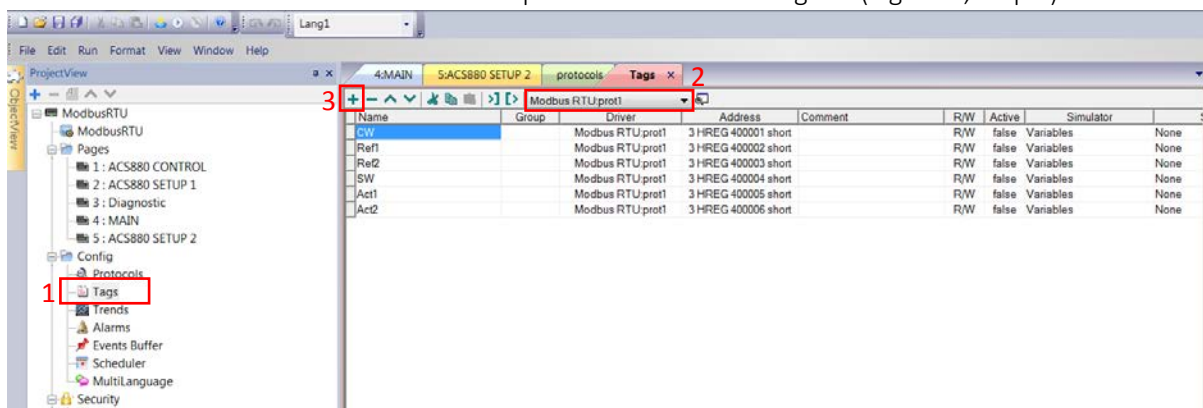 Lang1
File Edit Run Format View Window Help
ProjectView
ObjectView
ModbusRTU
ModbusRTU
Pages
1 : ACS880 CONTROL
2 : ACS880 SETUP 1
3 : Diagnostic
4 : MAIN
5 : ACS880 SETUP 2
Config
Protocols
1 Tags
Trends
Alarms
Events Buffer
Scheduler
MultiLanguage
Security
4:MAIN 5:ACS880 SETUP 2 protocols Tags × 2
3 Modbus RTU:prot1
Name Group Driver Address Comment R/W Active Simulator
CW Modbus RTU:prot1 3 HREG 400001 short R/W false Variables None
Ref1 Modbus RTU:prot1 3 HREG 400002 short R/W false Variables None
Ref2 Modbus RTU:prot1 3 HREG 400003 short R/W false Variables None
SW Modbus RTU:prot1 3 HREG 400004 short R/W false Variables None
Act1 Modbus RTU:prot1 3 HREG 400005 short R/W false Variables None
Act2 Modbus RTU:prot1 3 HREG 400006 short R/W false Variables None